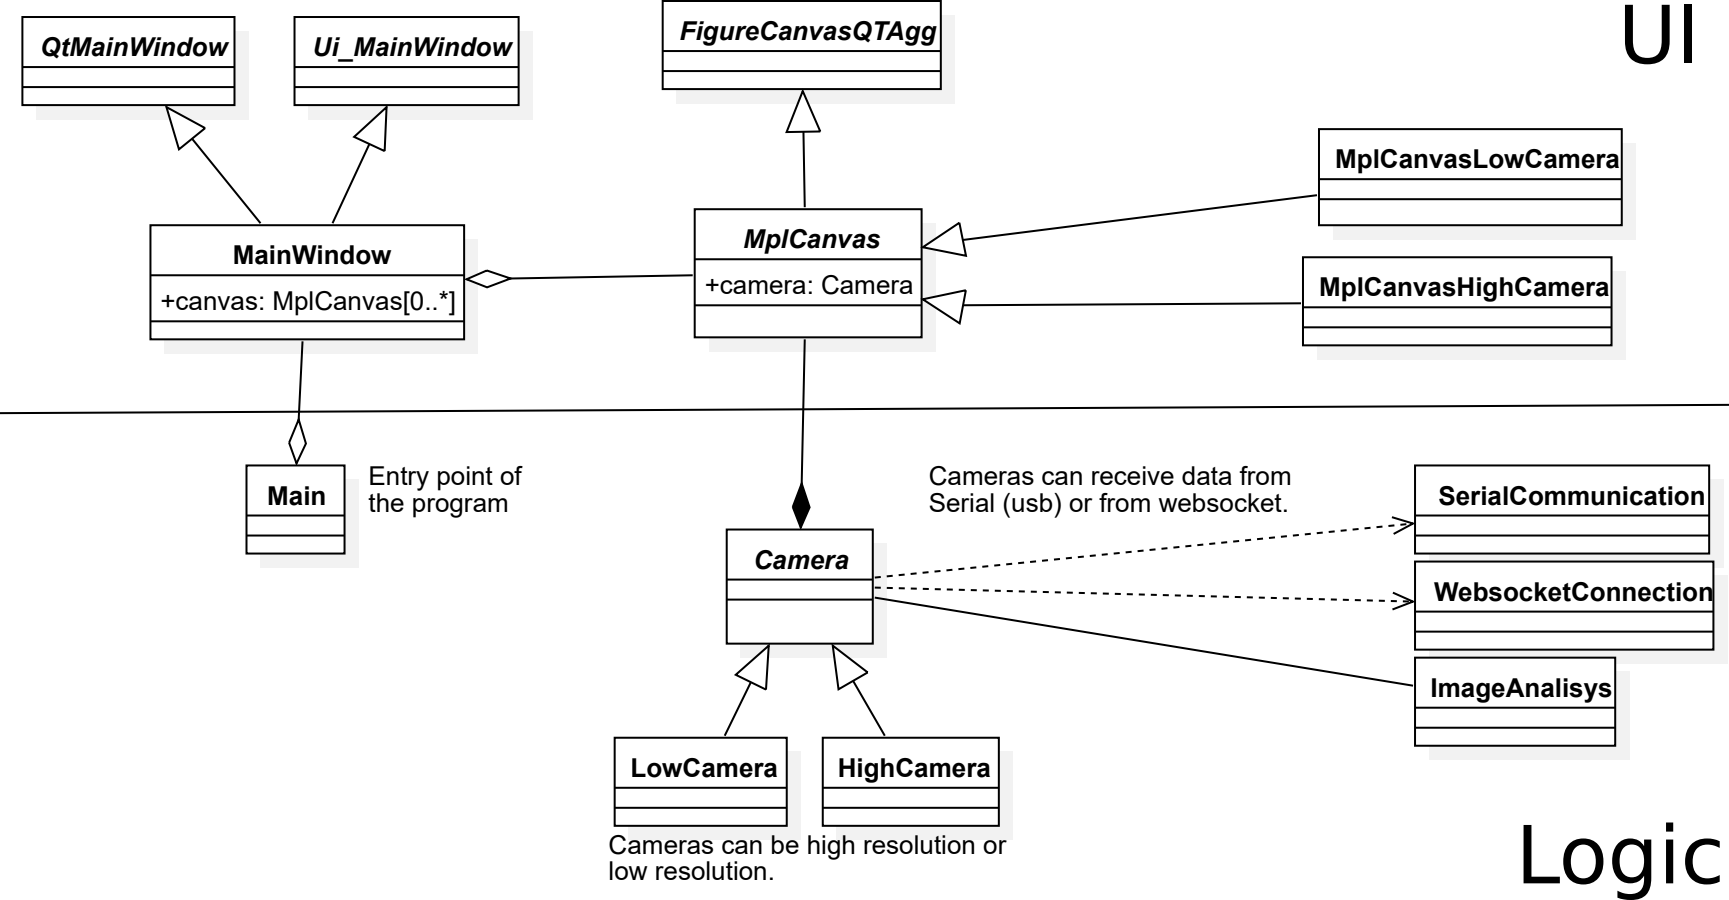 UI
QtMainWindow
Ui_MainWindow
FigureCanvasQTAgg
MplCanvasLowCamera
MainWindow
+canvas: MplCanvas[0..*]
MplCanvas
+camera: Camera
MplCanvasHighCamera
Main
Entry point of
the program
Cameras can receive data from
Serial (usb) or from websocket.
SerialCommunication
Camera
WebsocketConnection
ImageAnalisys
LowCamera
HighCamera
Cameras can be high resolution or
low resolution.
Logic